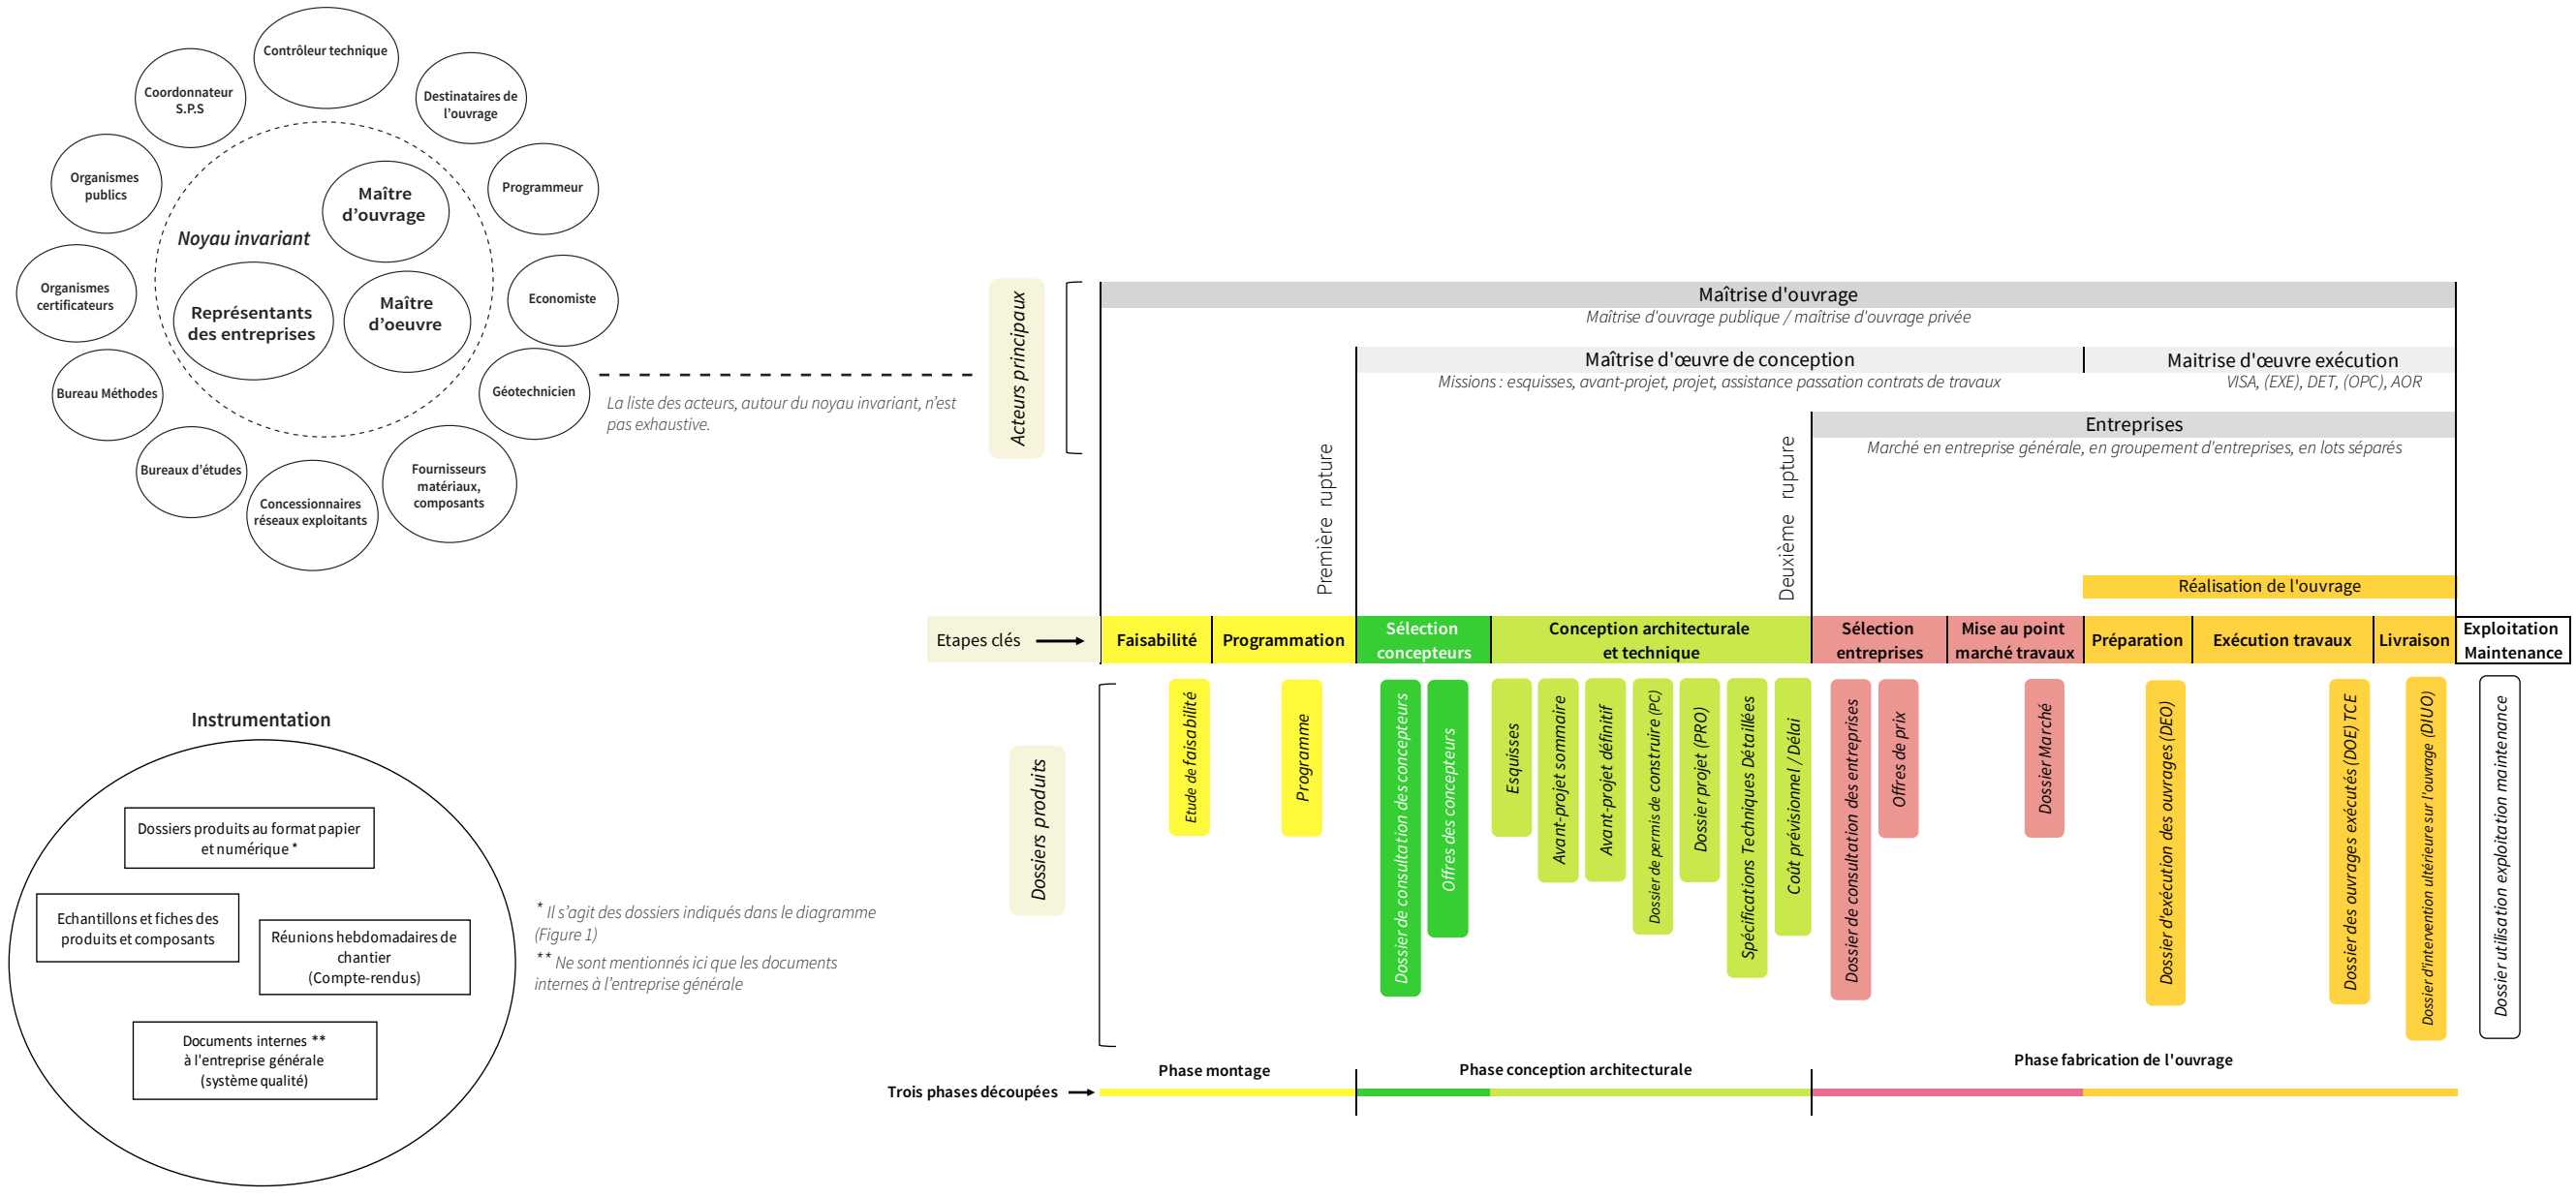 Contrôleur technique
Coordonnateur
S.P.S
Destinataires de
l'ouvrage
Organismes
publics
Programmeur
Maître
d'ouvrage
Noyau invariant
Organismes
certificateurs
Economiste
Représentants
des entreprises
Maître
d'oeuvre
Bureau Méthodes
Géotechnicien
Bureaux d'études
Fournisseurs
matériaux,
composants
Concessionnaires
réseaux exploitants
La liste des acteurs, autour du noyau invariant, n'est
pas exhaustive.
Acteurs principaux
Maîtrise d'ouvrage
Maîtrise d'ouvrage publique / maîtrise d'ouvrage privée
Maîtrise d'œuvre de conception
Missions : esquisses, avant-projet, projet, assistance passation contrats de travaux
Maitrise d'œuvre exécution
VISA, (EXE), DET, (OPC), AOR
Entreprises
Marché en entreprise générale, en groupement d'entreprises, en lots séparés
Première rupture
Deuxième rupture
Réalisation de l'ouvrage
Etapes clés
Faisabilité
Programmation
Sélection
concepteurs
Conception architecturale
et technique
Sélection
entreprises
Mise au point
marché travaux
Préparation
Exécution travaux
Livraison
Exploitation
Maintenance
Dossiers produits
Etude de faisabilité
Programme
Dossier de consultation des concepteurs
Offres des concepteurs
Esquisses
Avant-projet sommaire
Avant-projet définitif
Dossier de permis de construire (PC)
Dossier projet (PRO)
Spécifications Techniques Détaillées
Coût prévisionnel / Délai
Dossier de consultation des entreprises
Offres de prix
Dossier Marché
Dossier d'exécution des ouvrages (DEO)
Dossier des ouvrages exécutés (DOE) TCE
Dossier d'intervention ultérieure sur l'ouvrage (DIUO)
Dossier utilisation exploitation maintenance
Instrumentation
Dossiers produits au format papier
et numérique *
Echantillons et fiches des
produits et composants
Réunions hebdomadaires de
chantier
(Compte-rendus)
Documents internes **
à l'entreprise générale
(système qualité)
* Il s'agit des dossiers indiqués dans le diagramme
(Figure 1)
** Ne sont mentionnés ici que les documents
internes à l'entreprise générale
Trois phases découpées
Phase montage
Phase conception architecturale
Phase fabrication de l'ouvrage